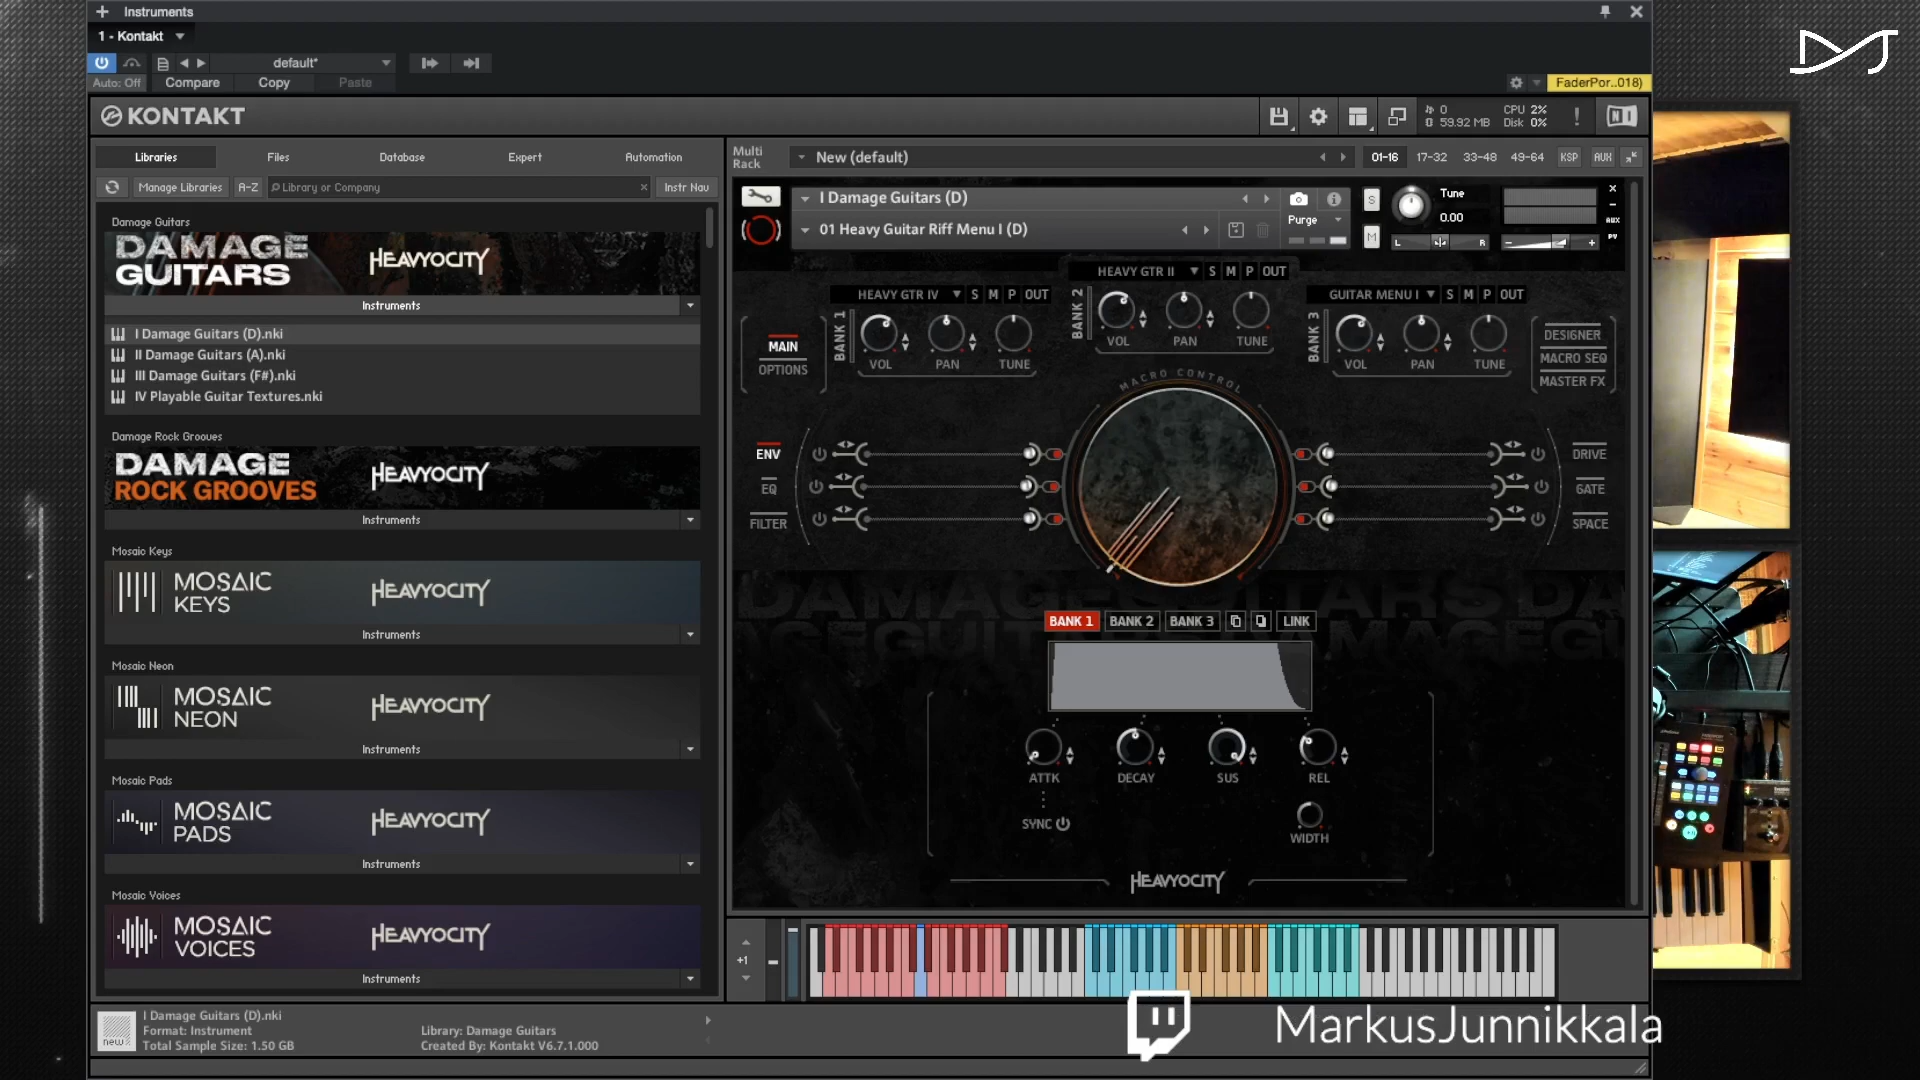 Instruments
1 - Kontakt
default*
Auto: Off
Compare
Copy
Paste
FaderPor..018)
KONTAKT
0
59.92 MB
CPU 2%
Disk 0%
!
Libraries
Files
Database
Expert
Automation
Multi
Rack
New (default)
01-16
17-32
33-48
49-64
KSP
AUX
Manage Libraries
A-Z
Library or Company
Instr Nav
I Damage Guitars (D)
01 Heavy Guitar Riff Menu I (D)
Purge
S
M
Tune
0.00
L
R
AUX
PV
Damage Guitars
DAMAGE
GUITARS
HEAVYOCITY
Instruments
I Damage Guitars (D).nki
II Damage Guitars (A).nki
III Damage Guitars (F#).nki
IV Playable Guitar Textures.nki
Damage Rock Grooves
DAMAGE
ROCK GROOVES
HEAVYOCITY
Instruments
Mosaic Keys
MOSAIC
KEYS
HEAVYOCITY
Instruments
Mosaic Neon
MOSAIC
NEON
HEAVYOCITY
Instruments
Mosaic Pads
MOSAIC
PADS
HEAVYOCITY
Instruments
Mosaic Voices
MOSAIC
VOICES
HEAVYOCITY
Instruments
HEAVY GTR IV S M P OUT
BANK 1
VOL PAN TUNE
HEAVY GTR II S M P OUT
BANK 2
VOL PAN TUNE
GUITAR MENU I S M P OUT
BANK 3
VOL PAN TUNE
MAIN
OPTIONS
DESIGNER
MACRO SEQ
MASTER FX
MACRO CONTROL
ENV
EQ
FILTER
DRIVE
GATE
SPACE
BANK 1 BANK 2 BANK 3 LINK
ATTK DECAY SUS REL
SYNC
WIDTH
HEAVYOCITY
+1
new
I Damage Guitars (D).nki
Format: Instrument
Total Sample Size: 1.50 GB
Library: Damage Guitars
Created By: Kontakt V6.7.1.000
MarkusJunnikkala